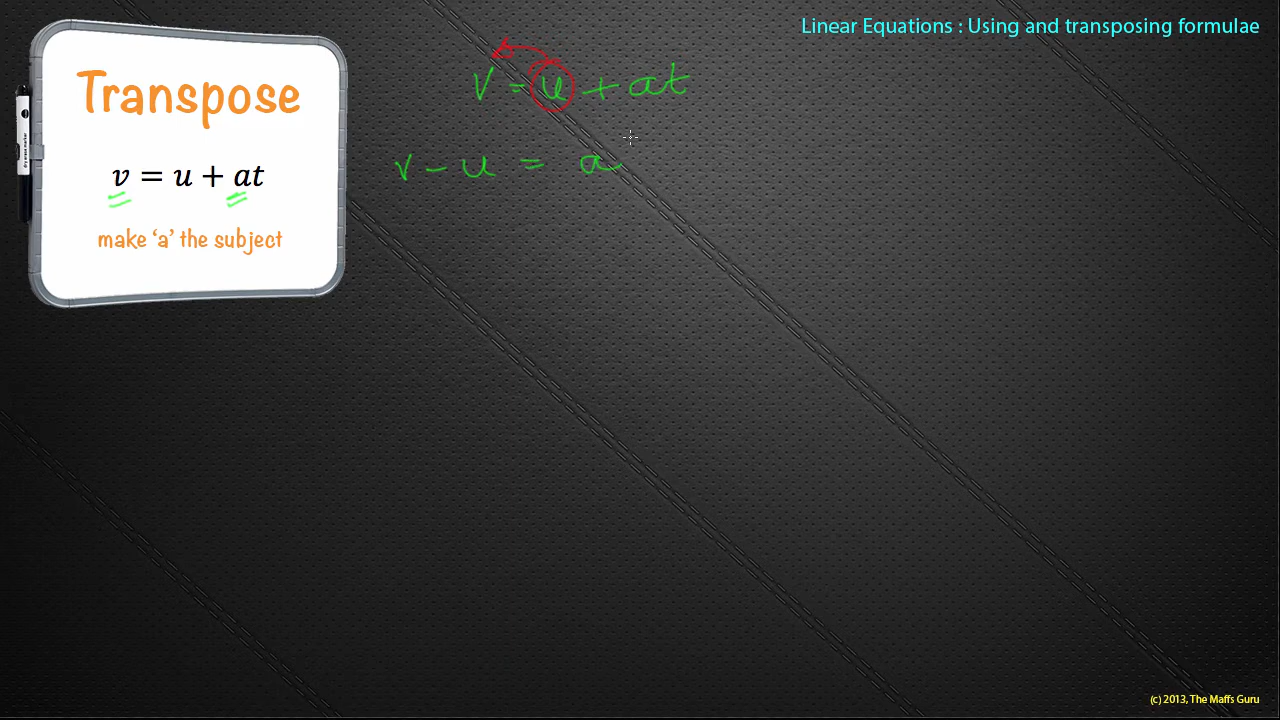 Linear Equations : Using and transposing formulae
Transpose
v = u + at
make ‘a’ the subject
v = u + at
v - u = a
(c) 2013, The Maffs Guru